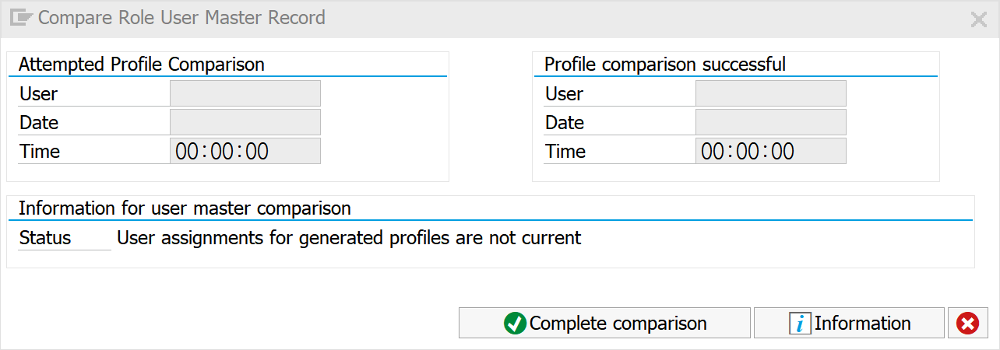 Compare Role User Master Record
Attempted Profile Comparison
User
Date
Time 00:00:00
Profile comparison successful
User
Date
Time 00:00:00
Information for user master comparison
Status User assignments for generated profiles are not current
Complete comparison
i Information